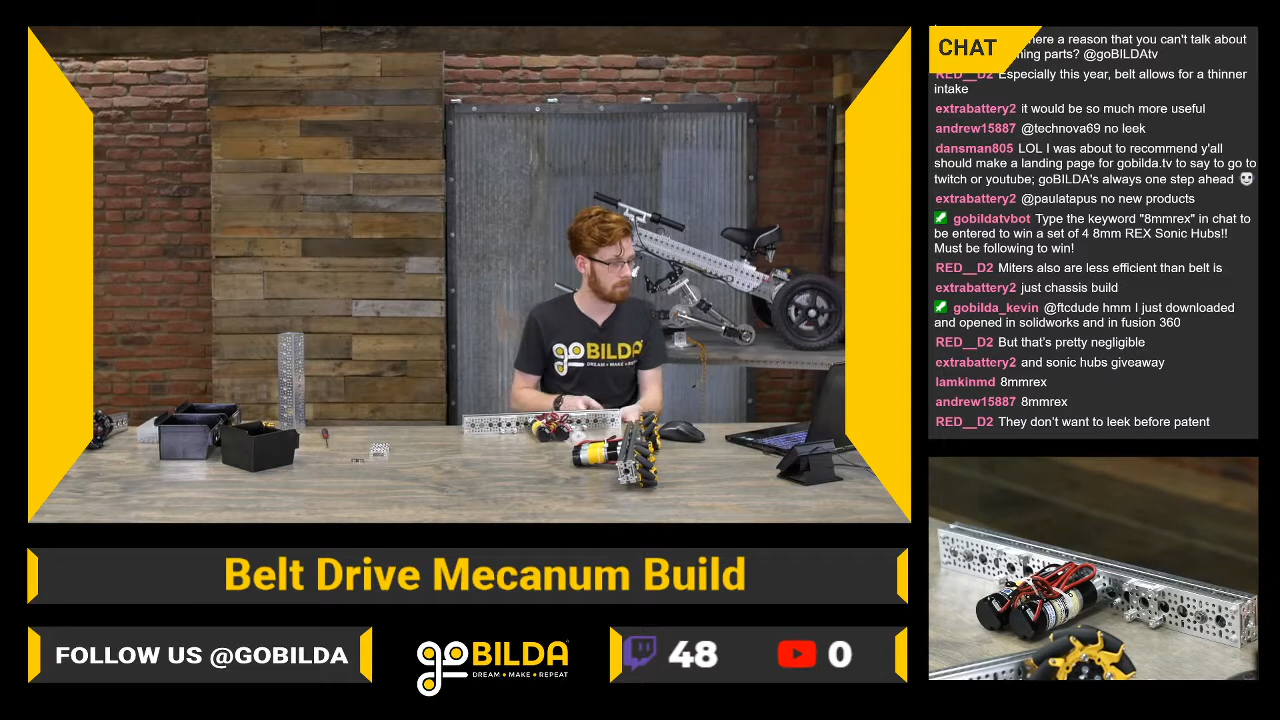 CHAT
here a reason that you can't talk about
ning parts? @goBILDAtv
RED__D2 Especially this year, belt allows for a thinner
intake
extrabattery2 it would be so much more useful
andrew15887 @technova69 no leek
dansman805 LOL I was about to recommend y'all
should make a landing page for gobilda.tv to say to go to
twitch or youtube; goBILDA's always one step ahead
extrabattery2 @paulatapus no new products
gobildatvbot Type the keyword "8mmrex" in chat to
be entered to win a set of 4 8mm REX Sonic Hubs!!
Must be following to win!
RED__D2 Miters also are less efficient than belt is
extrabattery2 just chassis build
gobilda_kevin @ftcdude hmm I just downloaded
and opened in solidworks and in fusion 360
RED__D2 But that's pretty negligible
extrabattery2 and sonic hubs giveaway
lamkinmd 8mmrex
andrew15887 8mmrex
RED__D2 They don't want to leek before patent
goBILDA
DREAM • MAKE • REPEAT
Belt Drive Mecanum Build
FOLLOW US @GOBILDA
goBILDA
DREAM • MAKE • REPEAT
48
0